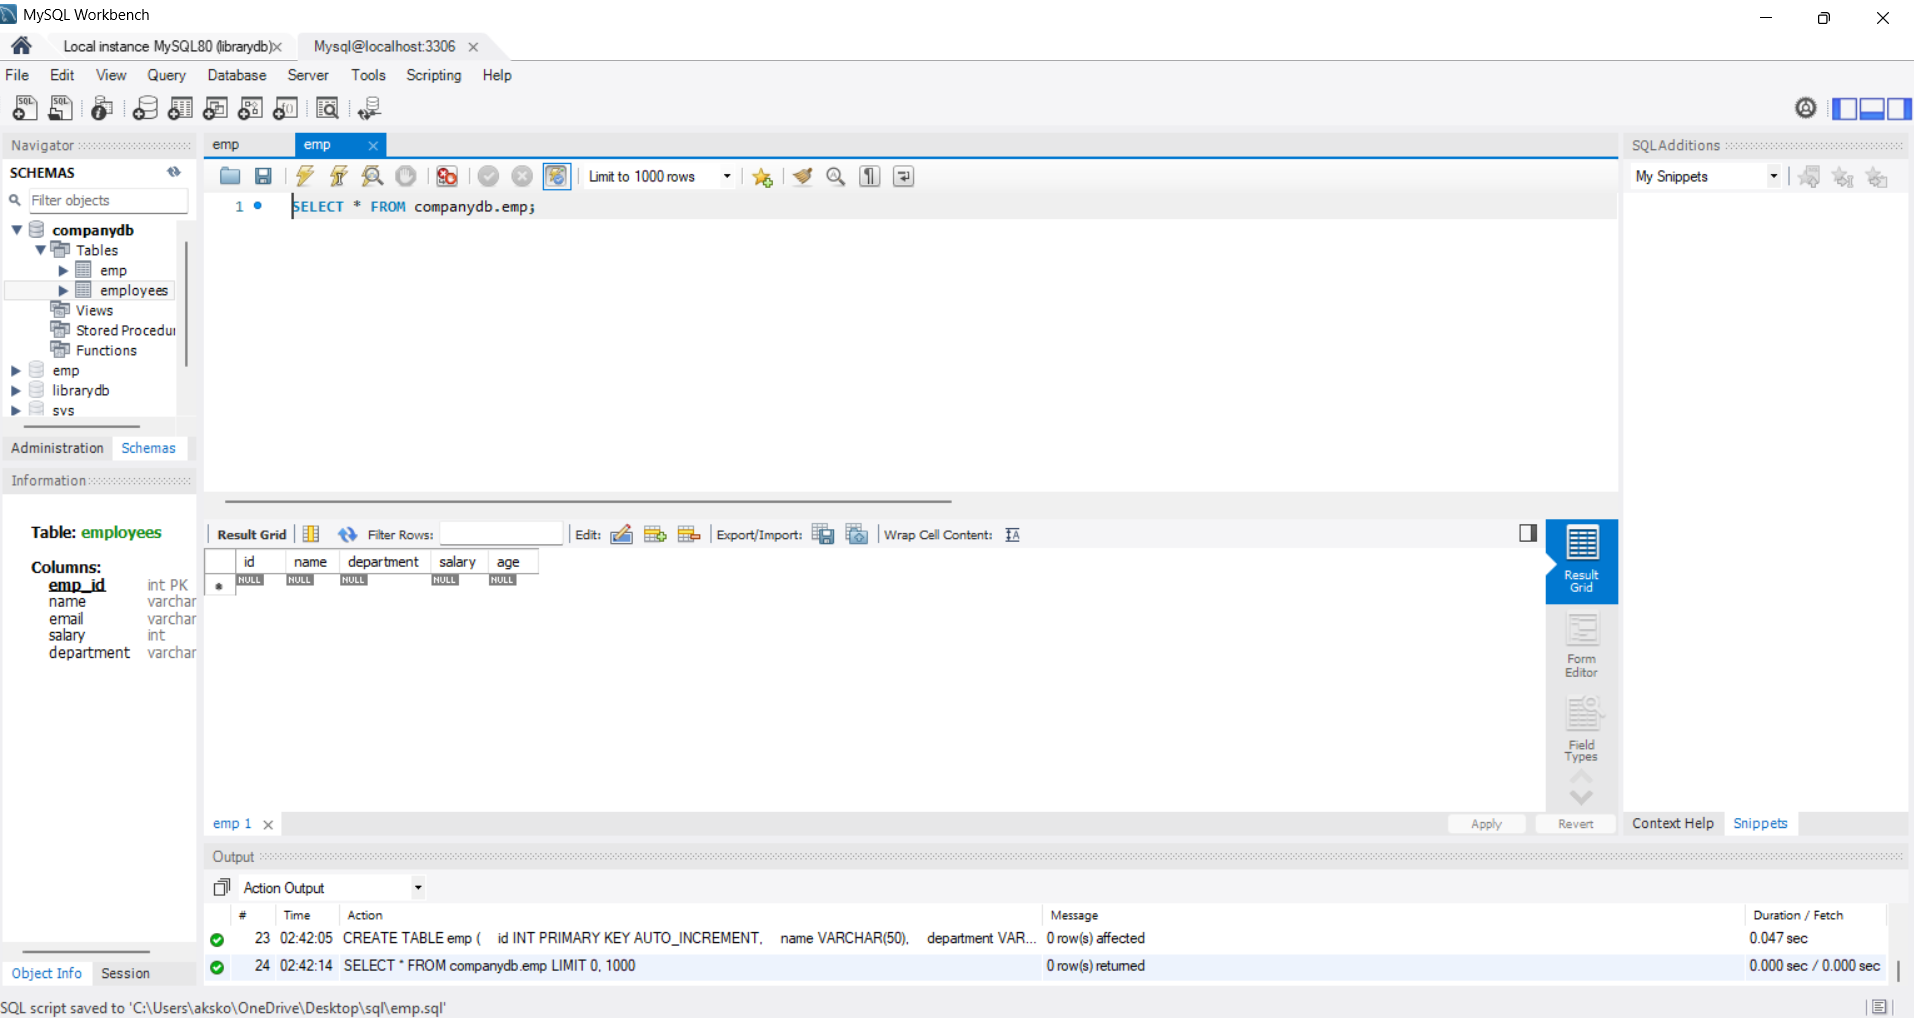 MySQL Workbench
Local instance MySQL80 (librarydb)
Mysql@localhost:3306
File Edit View Query Database Server Tools Scripting Help
Navigator
SCHEMAS
Filter objects
companydb
Tables
emp
employees
Views
Stored Procedu
Functions
emp
librarydb
sys
Administration Schemas
Information
Table: employees
Columns:
emp_id int PK
name varchar
email varchar
salary int
department varchar
Object Info Session
emp emp
Limit to 1000 rows
1 SELECT * FROM companydb.emp;
Result Grid Filter Rows: Edit: Export/Import: Wrap Cell Content:
id name department salary age
NULL NULL NULL NULL NULL
Result Grid
Form Editor
Field Types
emp 1
Apply Revert
SQLAdditions
My Snippets
Context Help Snippets
Output
Action Output
# Time Action Message Duration / Fetch
23 02:42:05 CREATE TABLE emp ( id INT PRIMARY KEY AUTO_INCREMENT, name VARCHAR(50), department VAR... 0 row(s) affected 0.047 sec
24 02:42:14 SELECT * FROM companydb.emp LIMIT 0, 1000 0 row(s) returned 0.000 sec / 0.000 sec
SQL script saved to 'C:\Users\aksko\OneDrive\Desktop\sql\emp.sql'